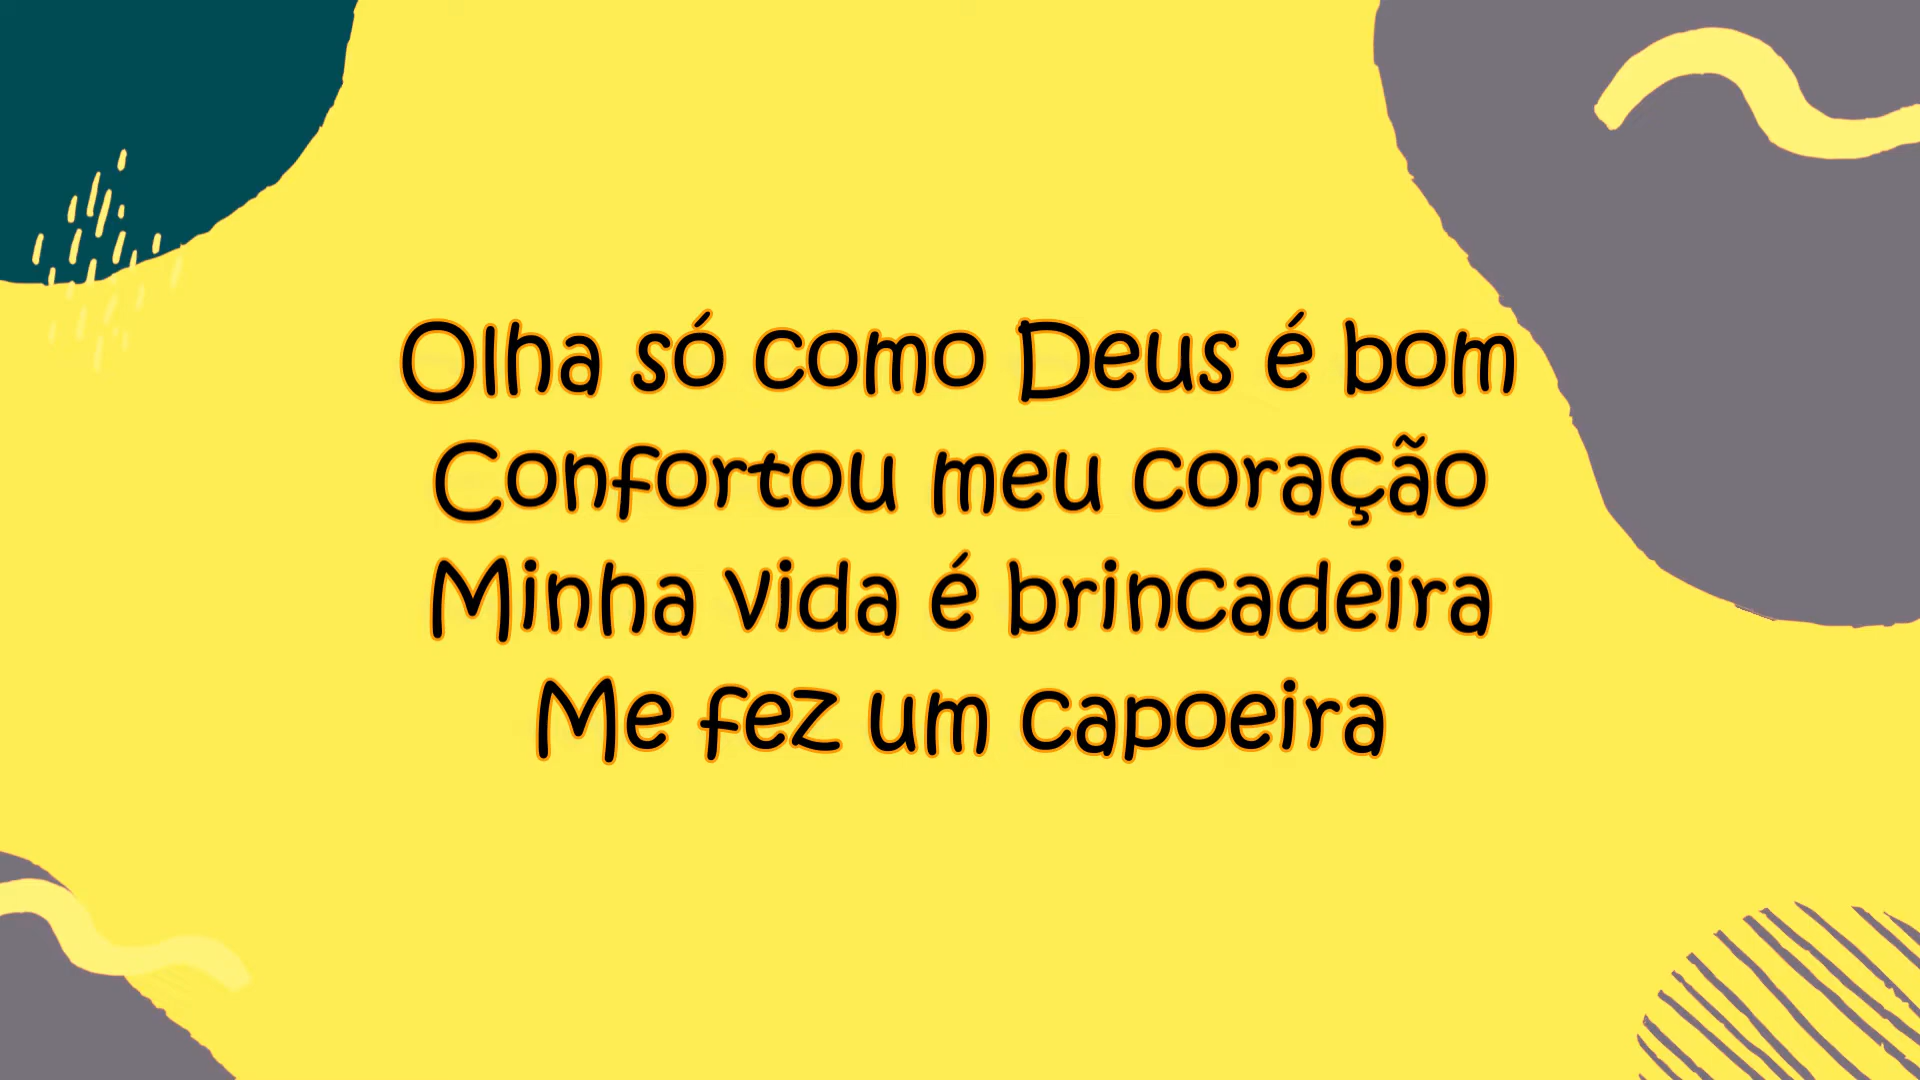 Olha só como Deus é bom
Confortou meu coração
Minha vida é brincadeira
Me fez um capoeira